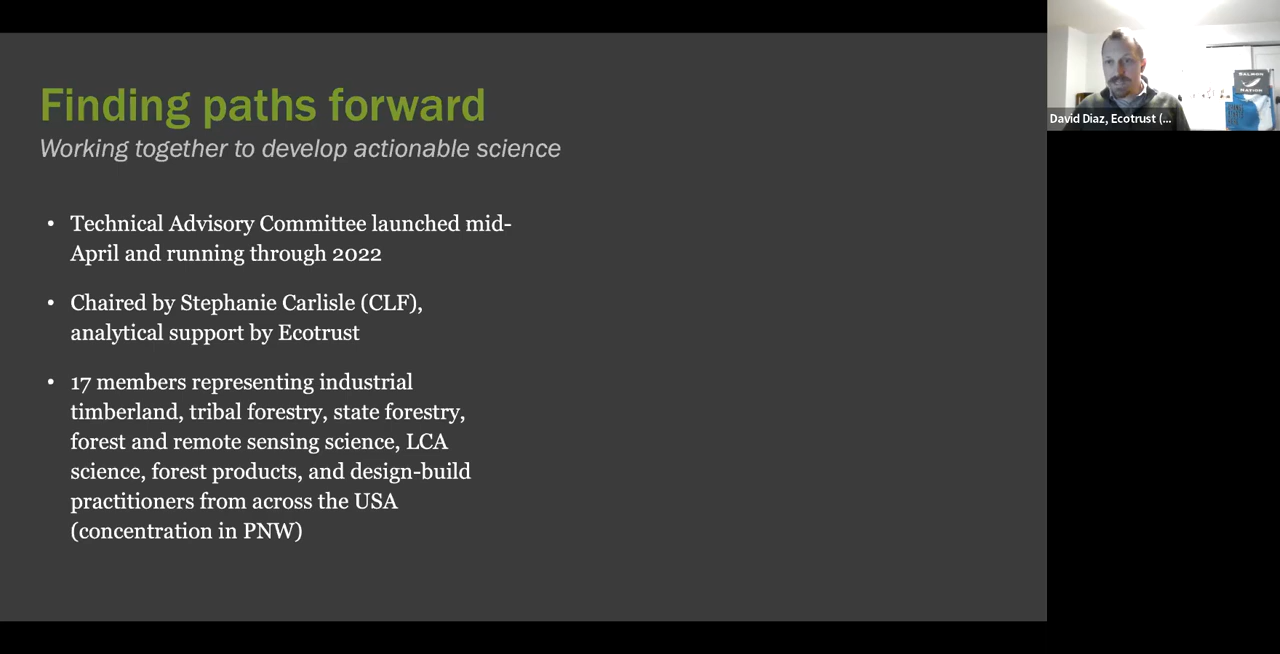 Finding paths forward
Working together to develop actionable science
• Technical Advisory Committee launched mid-
April and running through 2022
• Chaired by Stephanie Carlisle (CLF),
analytical support by Ecotrust
• 17 members representing industrial
timberland, tribal forestry, state forestry,
forest and remote sensing science, LCA
science, forest products, and design-build
practitioners from across the USA
(concentration in PNW)
SALMON
NATION
David Diaz, Ecotrust (...